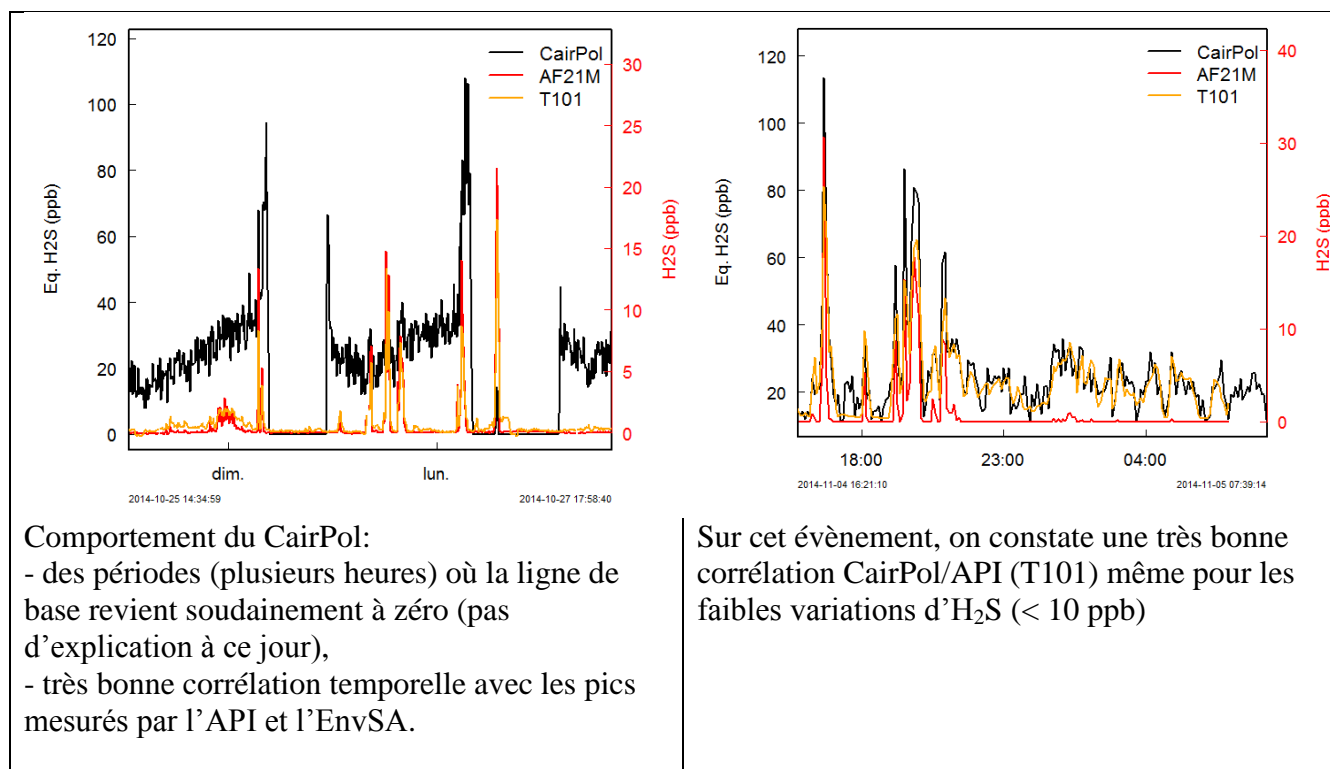 120
100
80
60
40
20
0
Eq. H2S (ppb)
CairPol
AF21M
T101
30
25
20
15
10
5
0
H2S (ppb)
dim.
lun.
2014-10-25 14:34:59
2014-10-27 17:58:40
120
100
80
60
40
20
Eq. H2S (ppb)
CairPol
AF21M
T101
40
30
20
10
0
H2S (ppb)
18:00
23:00
04:00
2014-11-04 16:21:10
2014-11-05 07:39:14
Comportement du CairPol:
- des périodes (plusieurs heures) où la ligne de
base revient soudainement à zéro (pas
d’explication à ce jour),
- très bonne corrélation temporelle avec les pics
mesurés par l’API et l’EnvSA.
Sur cet évènement, on constate une très bonne
corrélation CairPol/API (T101) même pour les
faibles variations d’H₂S (< 10 ppb)